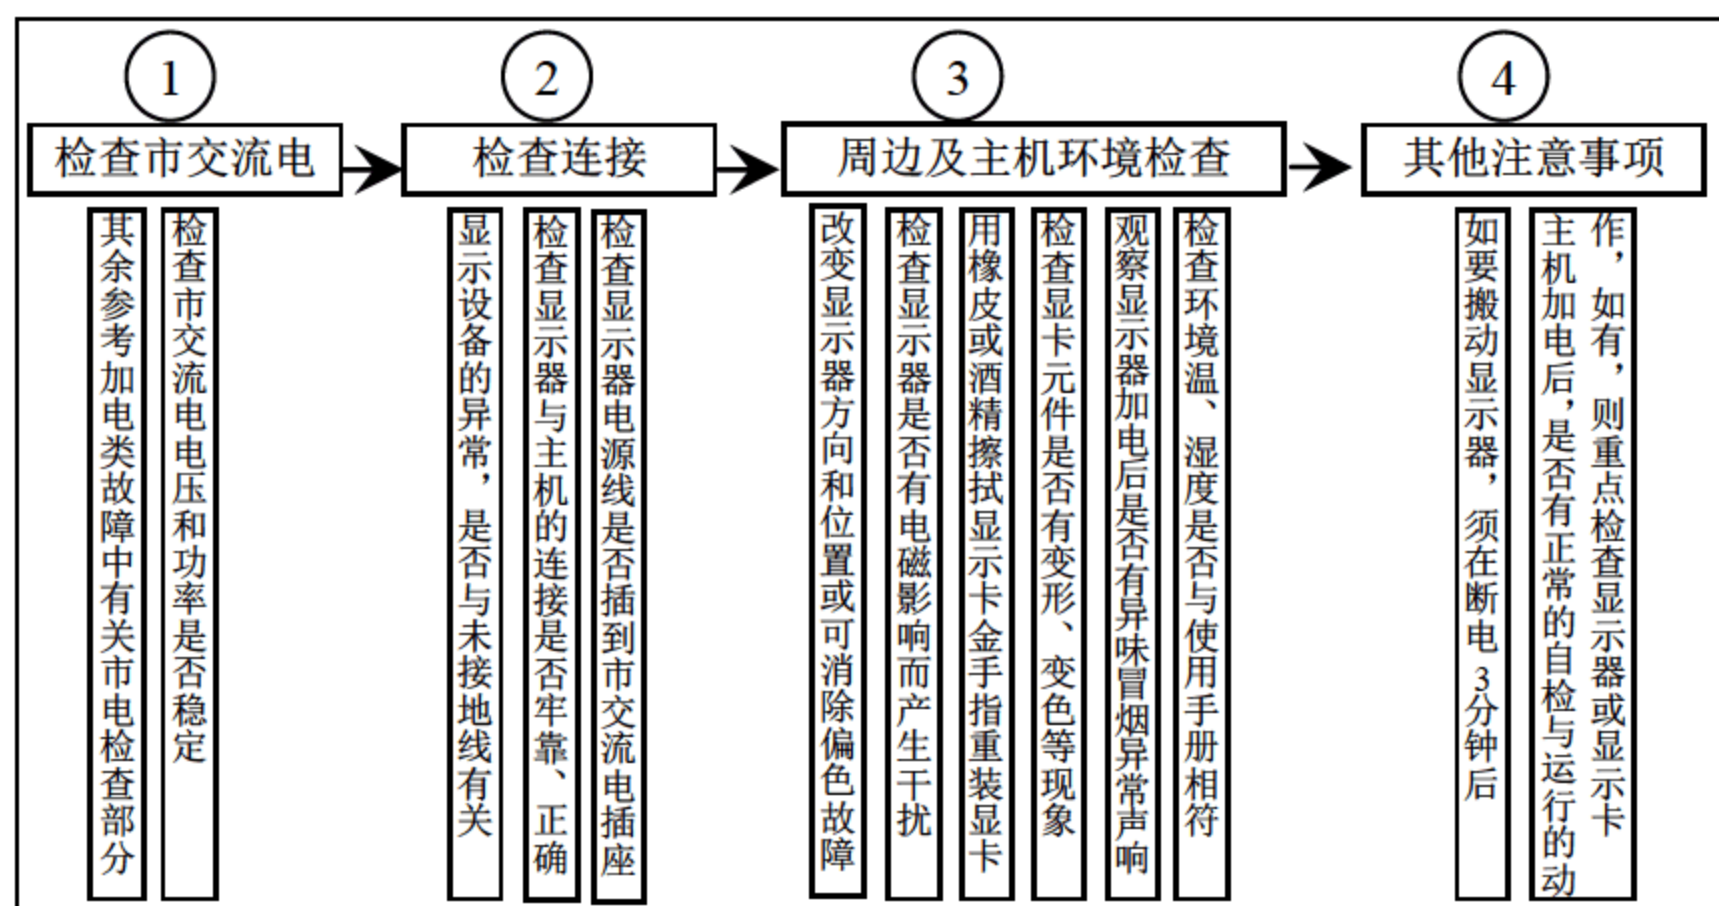 1
检查市交流电
其余参考加电类故障中有关市电检查部分
检查市交流电电压和功率是否稳定
2
检查连接
显示设备的异常，是否与未接地线有关
检查显示器与主机的连接是否牢靠、正确
检查显示器电源线是否插到市交流电插座
3
周边及主机环境检查
改变显示器方向和位置或可消除偏色故障
检查显示器是否有电磁影响而产生干扰
用橡皮或酒精擦拭显示卡金手指重装显卡
检查显卡元件是否有变形、变色等现象
观察显示器加电后是否有异味冒烟异常声响
检查环境温、湿度是否与使用手册相符
4
其他注意事项
如要搬动显示器，须在断电3分钟后
主机加电后，是否有正常的自检与运行的动
作，如有，则重点检查显示器或显示卡